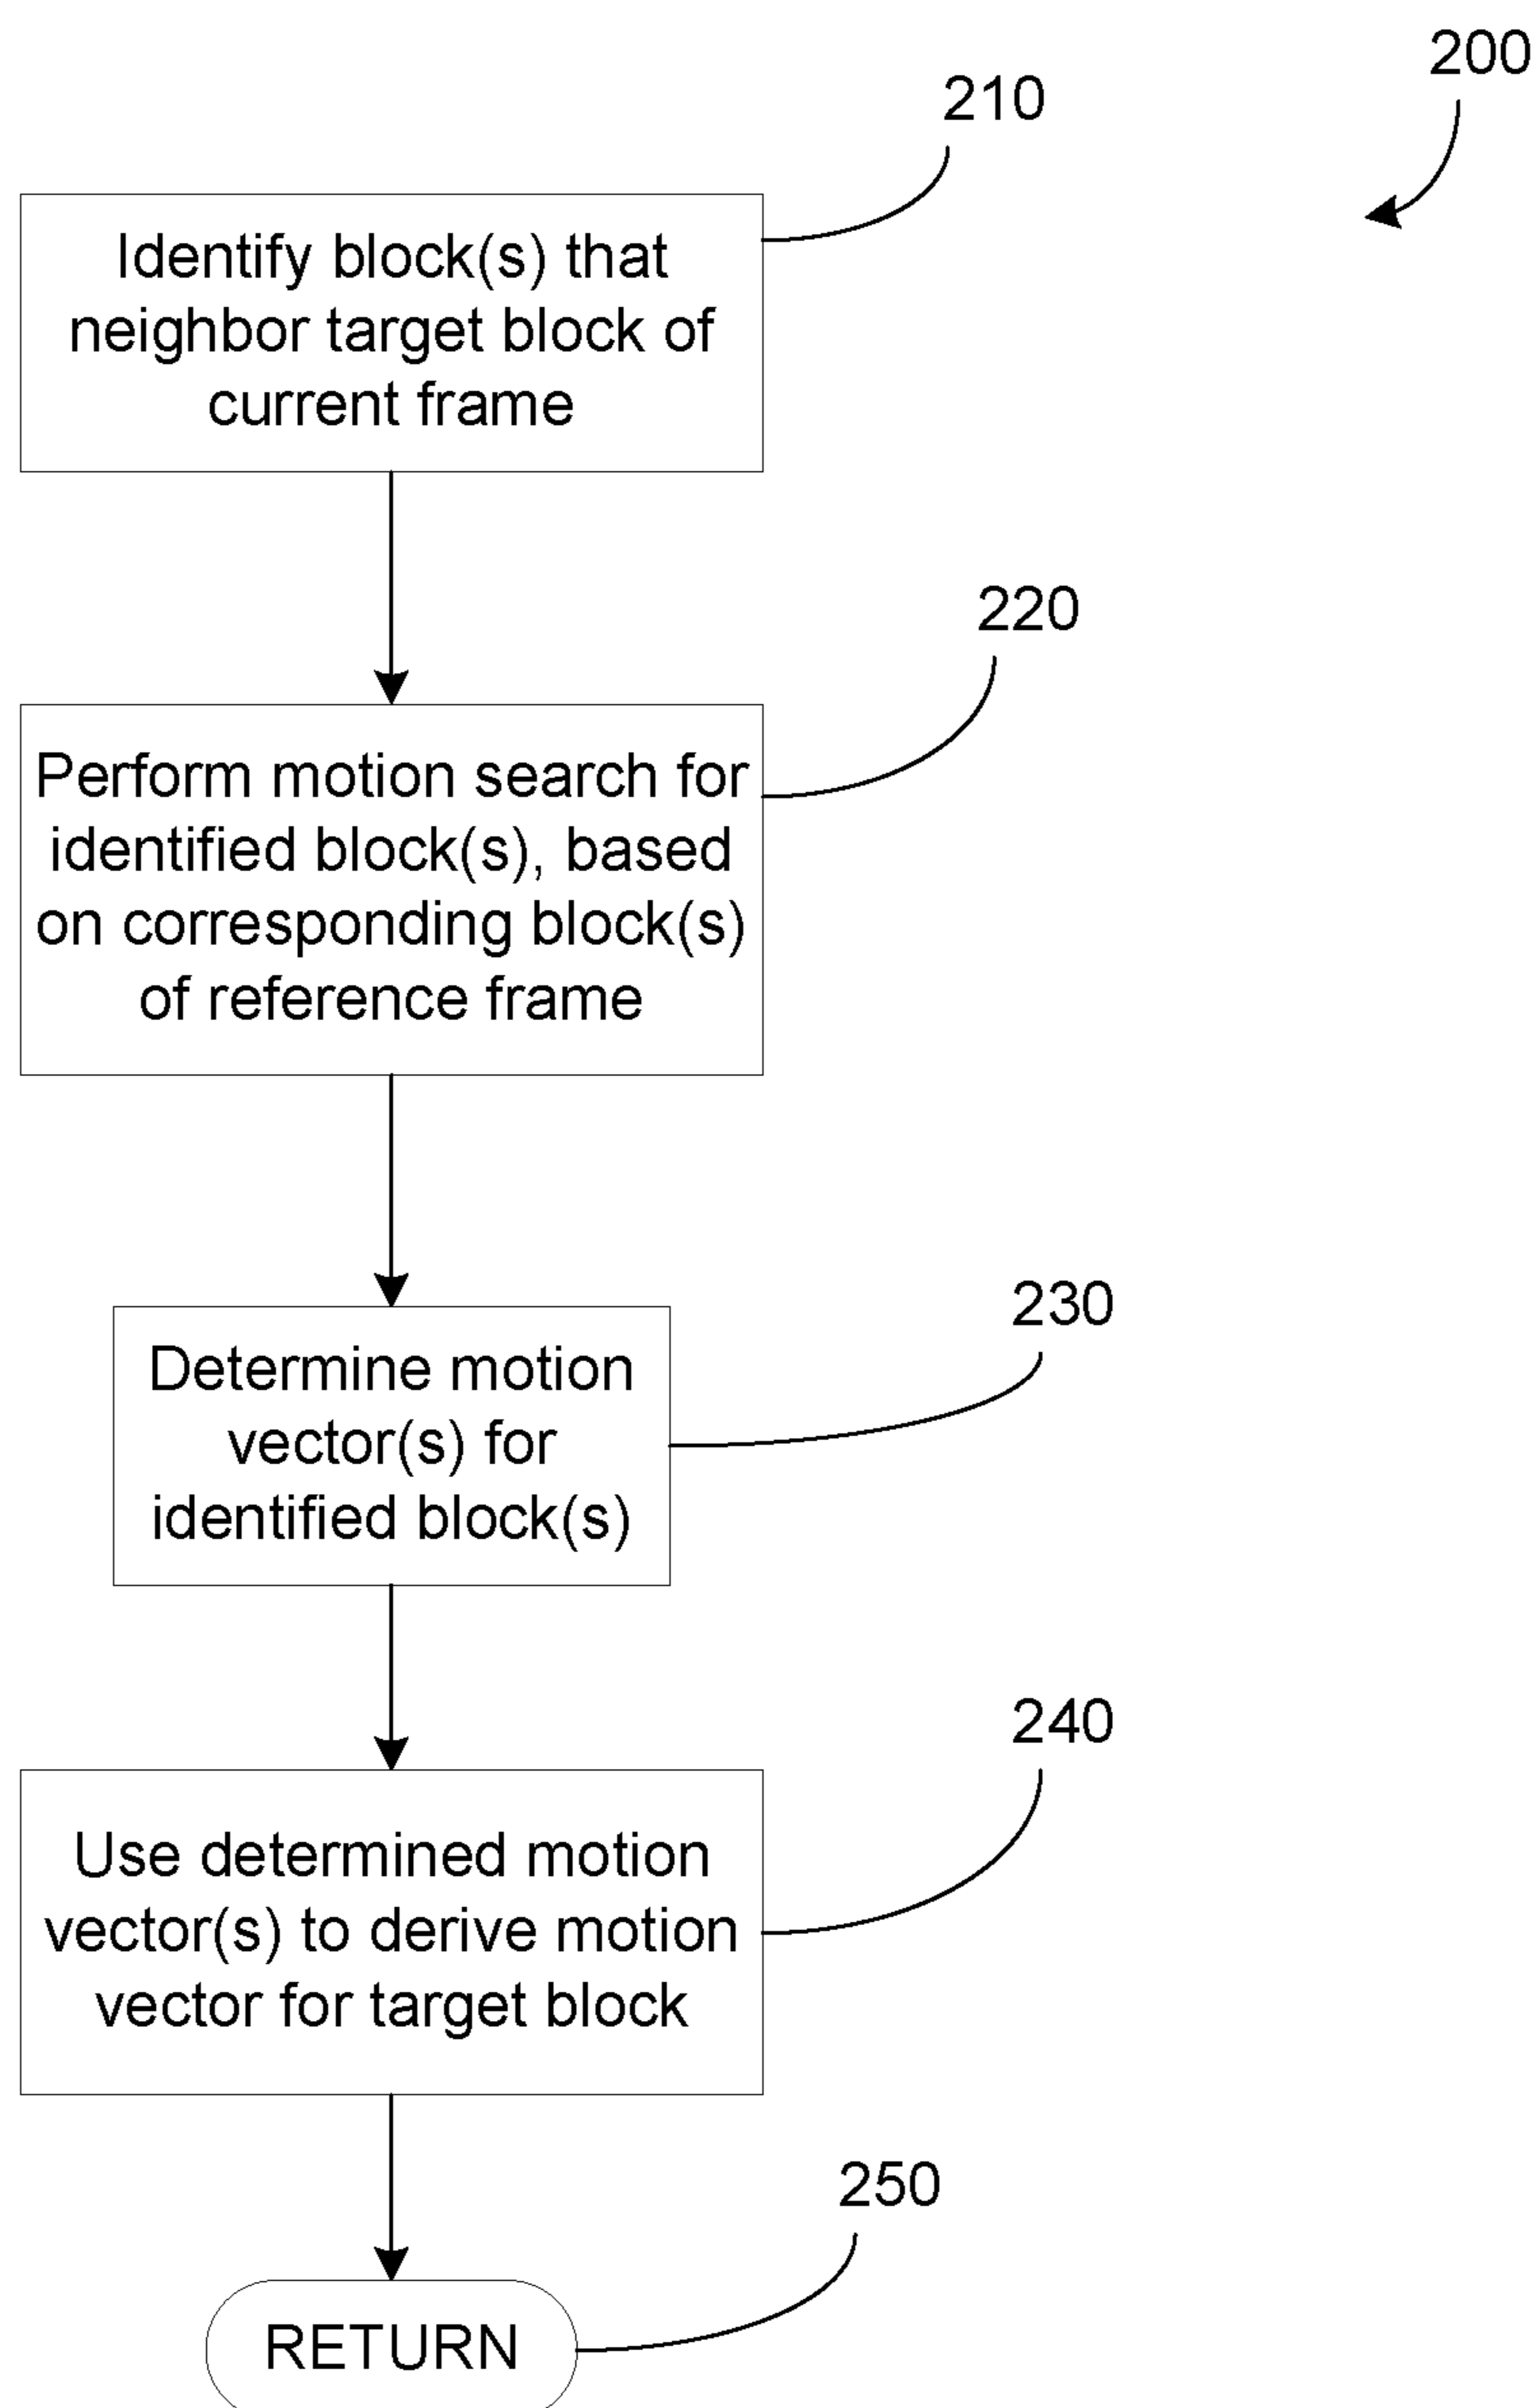 200
210
Identify block(s) that
neighbor target block of
current frame
220
Perform motion search for
identified block(s), based
on corresponding block(s)
of reference frame
230
Determine motion
vector(s) for
identified block(s)
240
Use determined motion
vector(s) to derive motion
vector for target block
250
RETURN